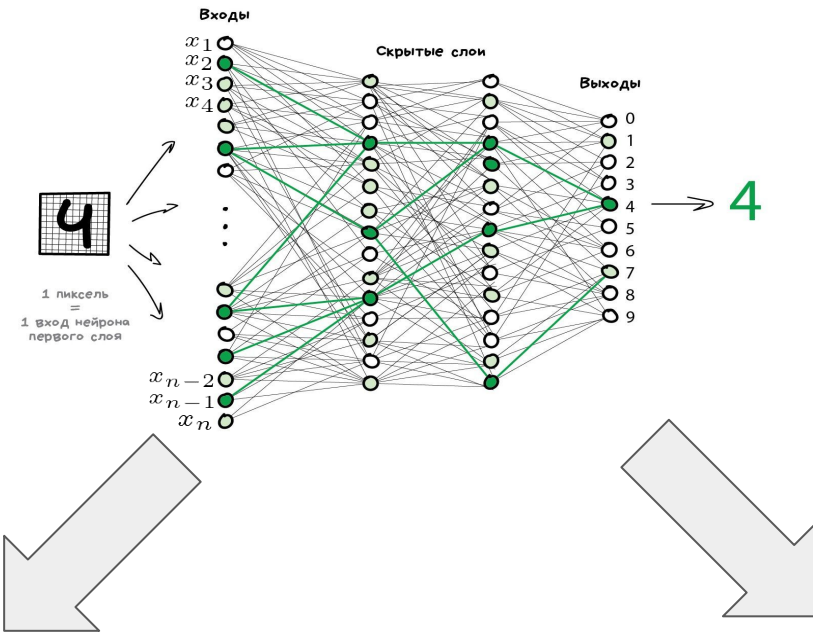 Входы
x1
x2
x3
x4
Скрытые слои
Выходы
0
1
2
3
4
5
6
7
8
9
4
4
1 пиксель
=
1 вход нейрона
первого слоя
xn−2
xn−1
xn